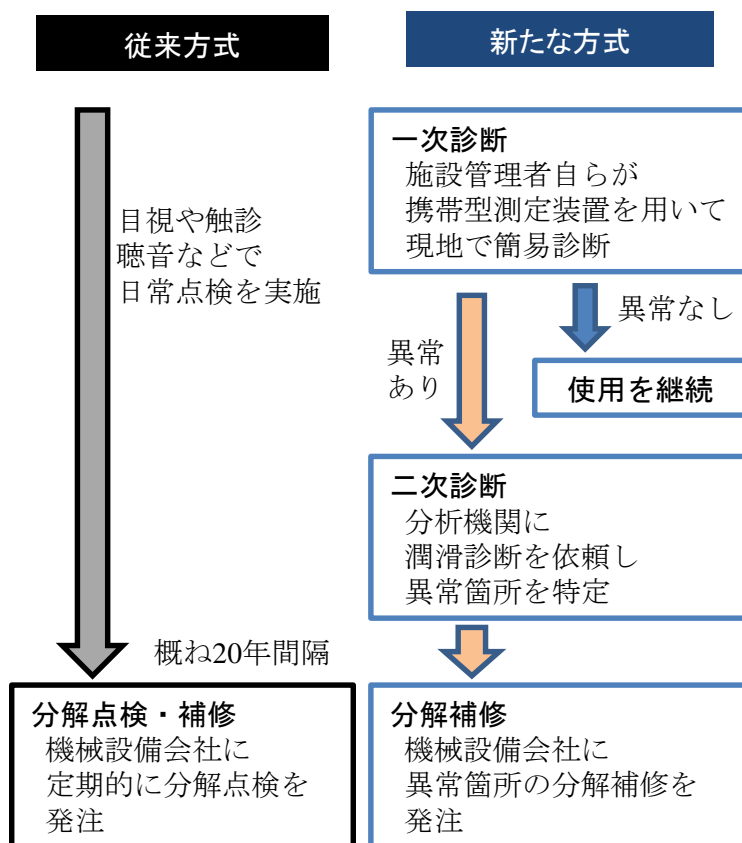 従来方式
目視や触診
聴音などで
日常点検を実施
概ね20年間隔
分解点検・補修
機械設備会社に
定期的に分解点検を
発注
新たな方式
一次診断
施設管理者自らが
携帯型測定装置を用いて
現地で簡易診断
異常なし
使用を継続
異常
あり
二次診断
分析機関に
潤滑診断を依頼し
異常箇所を特定
分解補修
機械設備会社に
異常箇所の分解補修を
発注